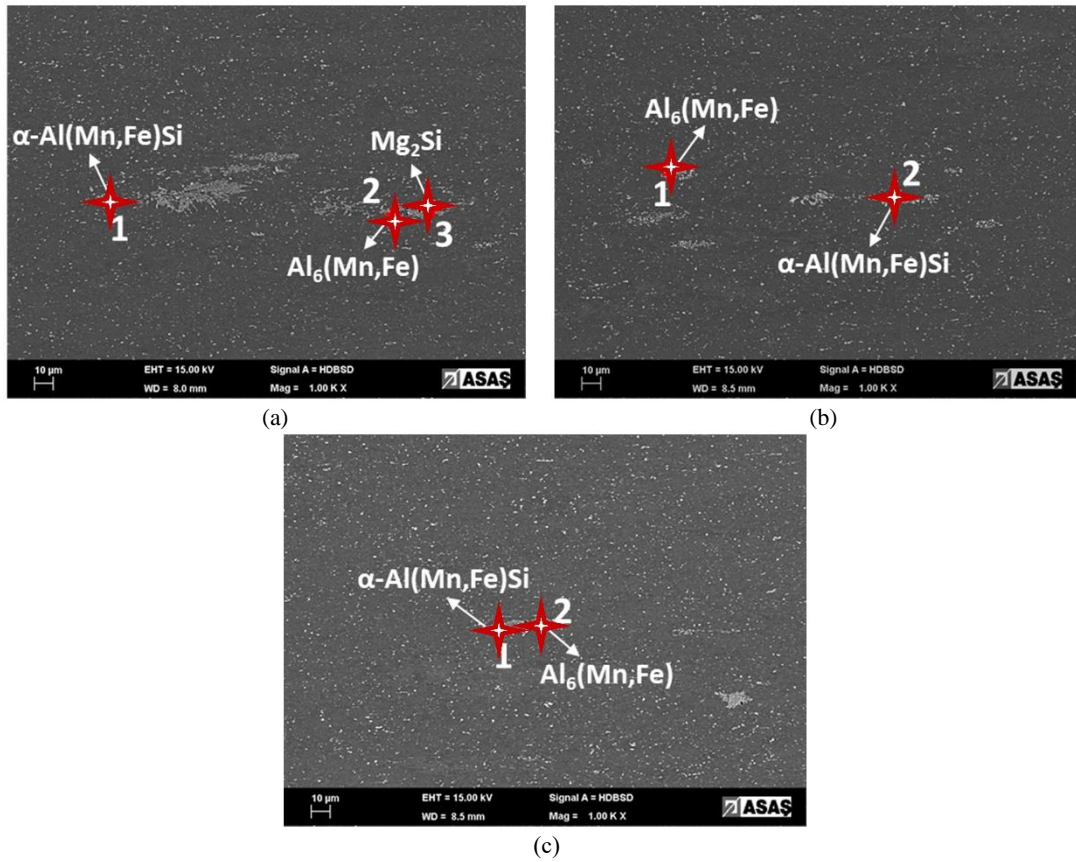 α-Al(Mn,Fe)Si
Mg₂Si
2
1
3
Al₆(Mn,Fe)
10 µm
EHT = 15.00 kV
Signal A = HDBSD
WD = 8.0 mm
Mag = 1.00 K X
ASAŞ
(a)
Al₆(Mn,Fe)
2
1
α-Al(Mn,Fe)Si
10 µm
EHT = 15.00 kV
Signal A = HDBSD
WD = 8.5 mm
Mag = 1.00 K X
ASAŞ
(b)
α-Al(Mn,Fe)Si
2
1
Al₆(Mn,Fe)
10 µm
EHT = 15.00 kV
Signal A = HDBSD
WD = 8.5 mm
Mag = 1.00 K X
ASAŞ
(c)